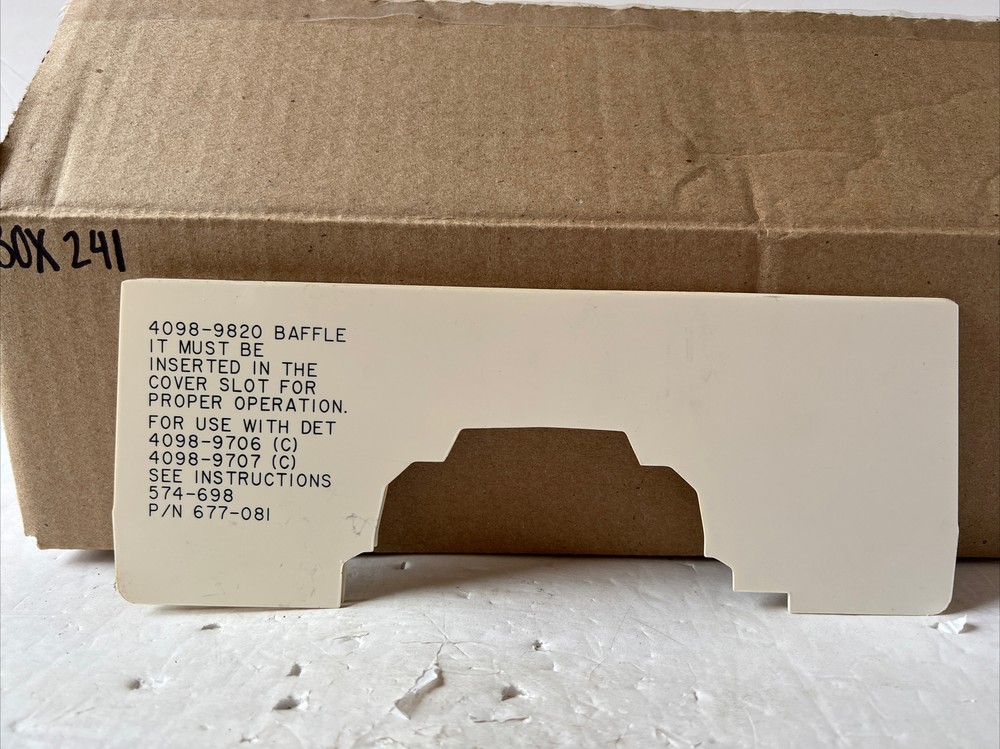 BOX 241
4098-9820 BAFFLE
IT MUST BE
INSERTED IN THE
COVER SLOT FOR
PROPER OPERATION.
FOR USE WITH DET
4098-9706 (C)
4098-9707 (C)
SEE INSTRUCTIONS
574-698
P/N 677-081